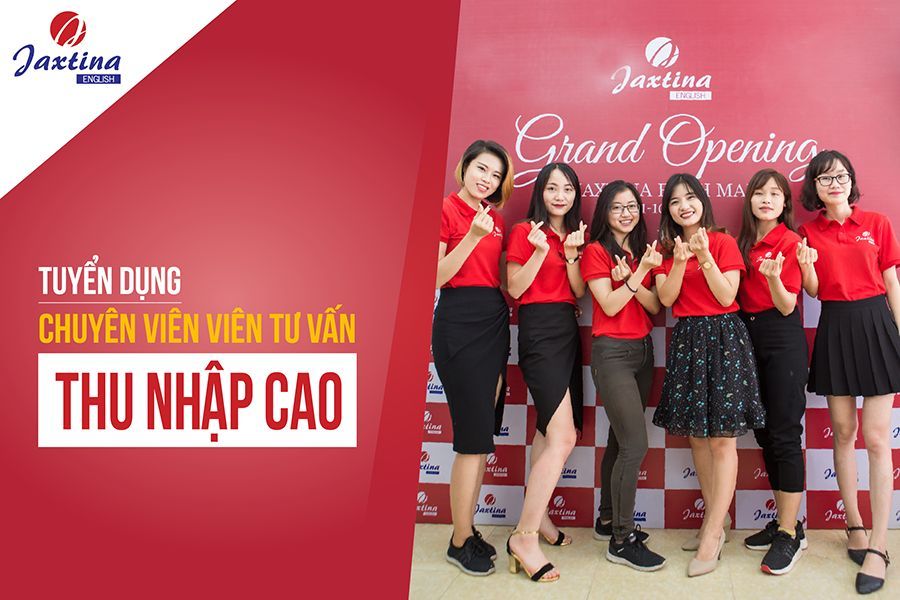 Jaxtina
ENGLISH
TUYỂN DỤNG
CHUYÊN VIÊN VIÊN TƯ VẤN
THU NHẬP CAO
Jaxtina
ENGLISH
Grand Opening